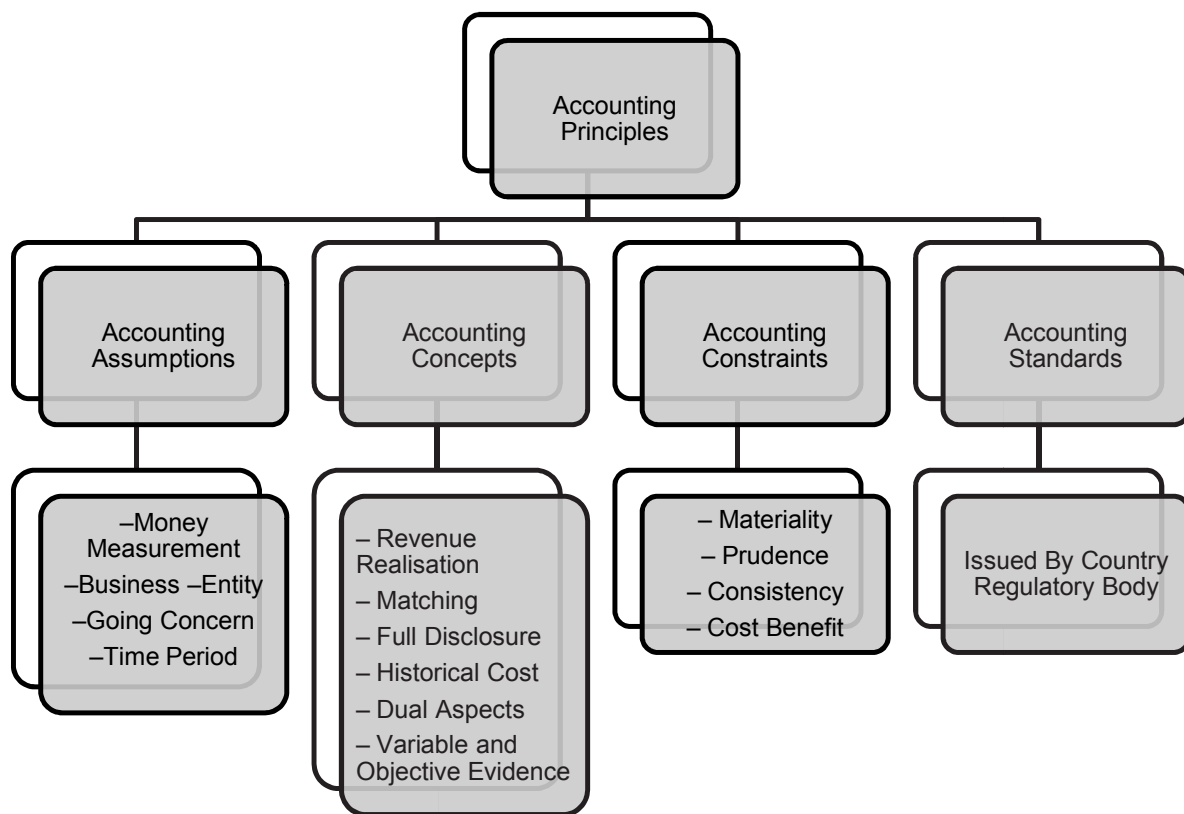 Accounting
Principles
Accounting
Assumptions
Accounting
Concepts
Accounting
Constraints
Accounting
Standards
–Money
Measurement
–Business –Entity
–Going Concern
–Time Period
– Revenue
Realisation
– Matching
– Full Disclosure
– Historical Cost
– Dual Aspects
– Variable and
Objective Evidence
– Materiality
– Prudence
– Consistency
– Cost Benefit
Issued By Country
Regulatory Body